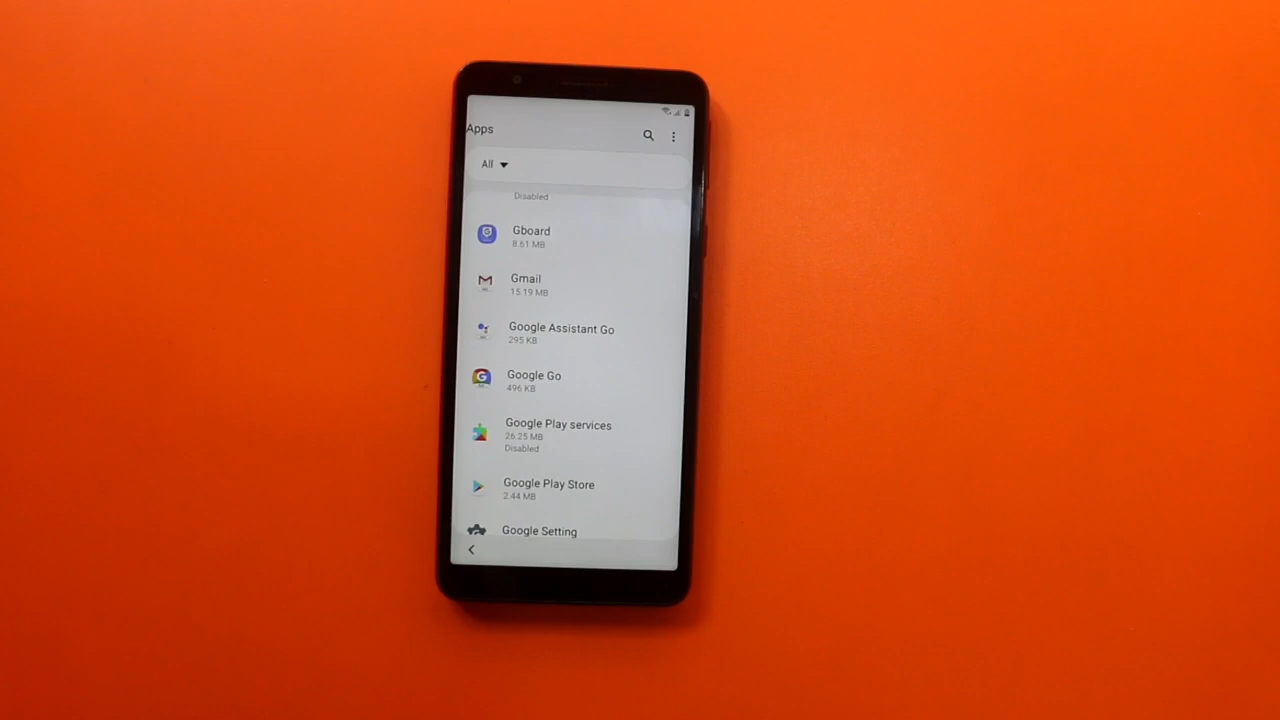 Apps
All
Disabled
Gboard
8.61 MB
Gmail
15.19 MB
Google Assistant Go
295 KB
Google Go
496 KB
Google Play services
26.25 MB
Disabled
Google Play Store
2.44 MB
Google Setting